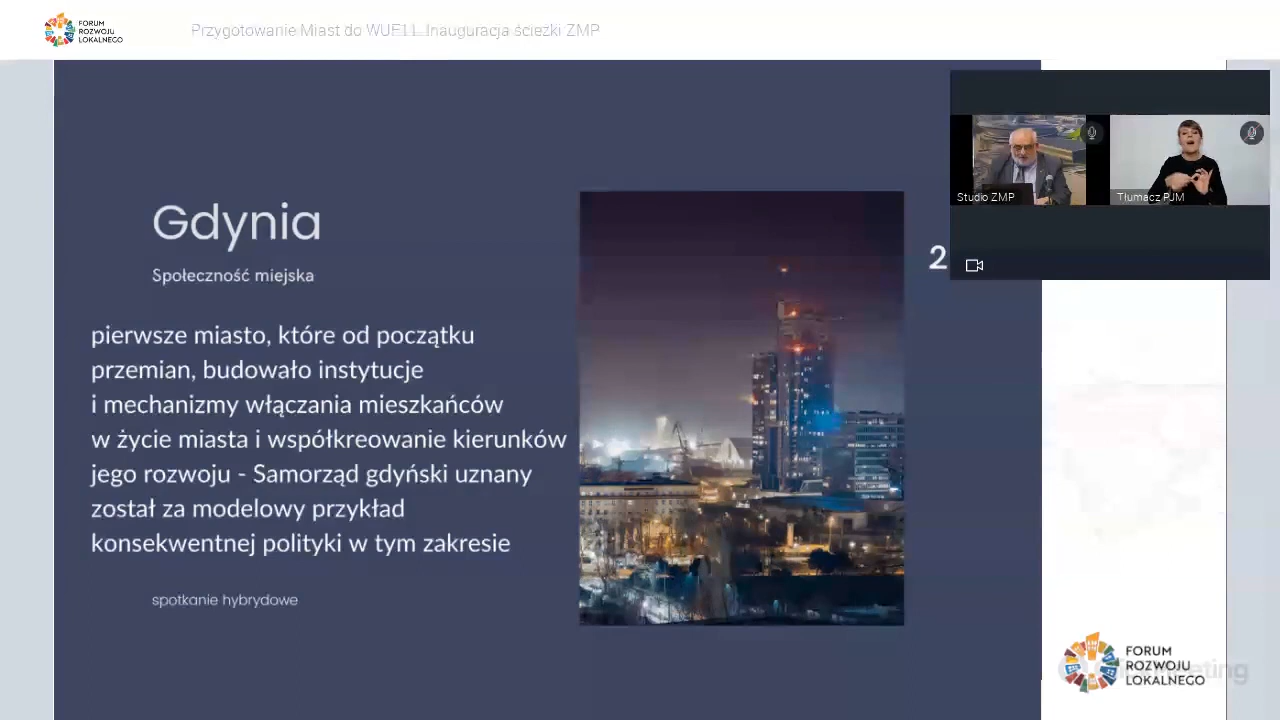 FORUM
ROZWOJU
LOKALNEGO
Przygotowanie Miast do WUF11. Inauguracja ścieżki ZMP
Gdynia
Społeczność miejska
pierwsze miasto, które od początku
przemian, budowało instytucje
i mechanizmy włączania mieszkańców
w życie miasta i współkreowanie kierunków
jego rozwoju - Samorząd gdyński uznany
został za modelowy przykład
konsekwentnej polityki w tym zakresie
spotkanie hybrydowe
2
Studio ZMP
Tłumacz PJM
FORUM
ROZWOJU
LOKALNEGO